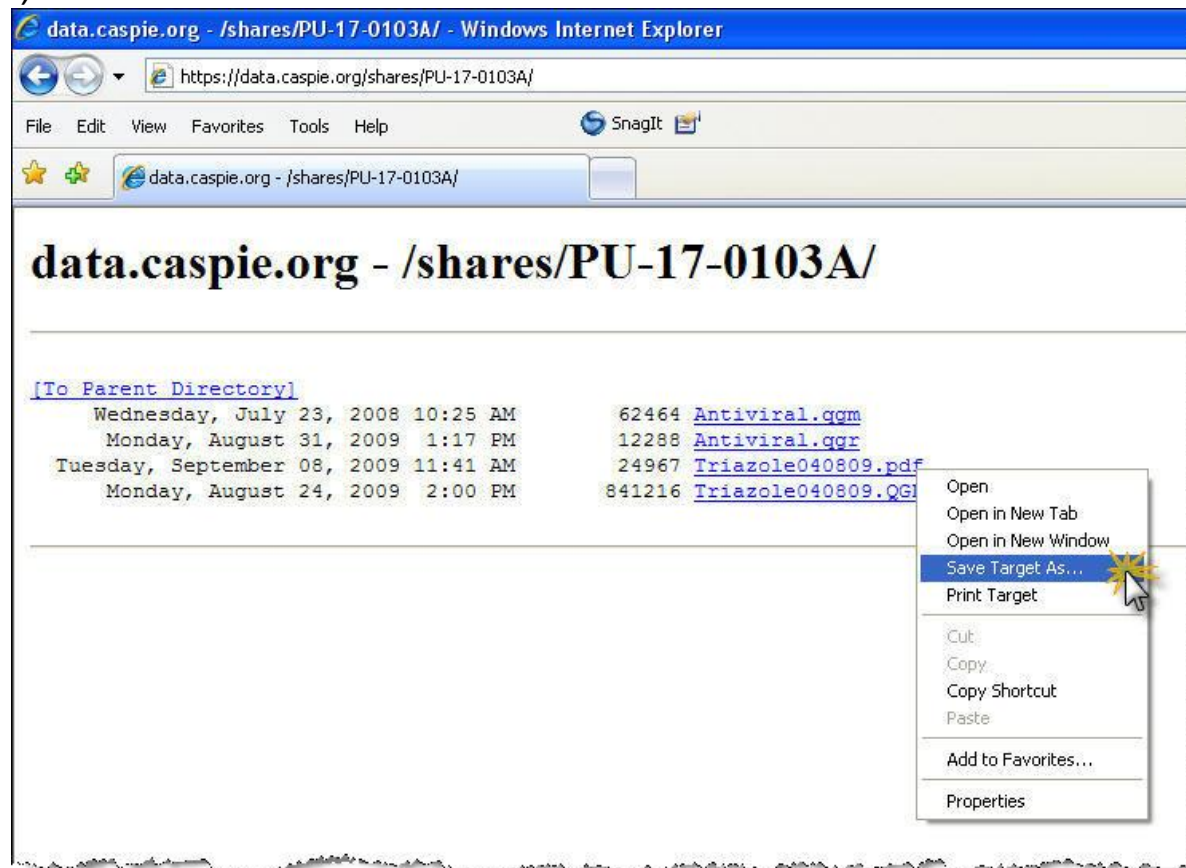 data.caspie.org - /shares/PU-17-0103A/ - Windows Internet Explorer
https://data.caspie.org/shares/PU-17-0103A/
File Edit View Favorites Tools Help SnagIt
data.caspie.org - /shares/PU-17-0103A/
data.caspie.org - /shares/PU-17-0103A/
[To Parent Directory]
Wednesday, July 23, 2008 10:25 AM 62464 Antiviral.qgm
Monday, August 31, 2009 1:17 PM 12288 Antiviral.qgr
Tuesday, September 08, 2009 11:41 AM 24967 Triazole040809.pdf
Monday, August 24, 2009 2:00 PM 841216
Open
Open in New Tab
Open in New Window
Save Target As...
Print Target
Cut
Copy
Copy Shortcut
Paste
Add to Favorites...
Properties